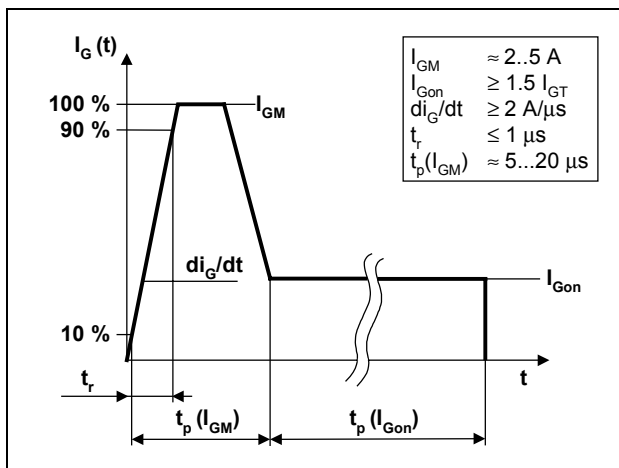 I_G (t)
I_GM ≈ 2..5 A
I_Gon ≥ 1.5 I_GT
di_G/dt ≥ 2 A/μs
t_r ≤ 1 μs
t_p(I_GM) ≈ 5...20 μs
100 %
I_GM
90 %
di_G/dt
I_Gon
10 %
t
t_r
t_p (I_GM)
t_p (I_Gon)